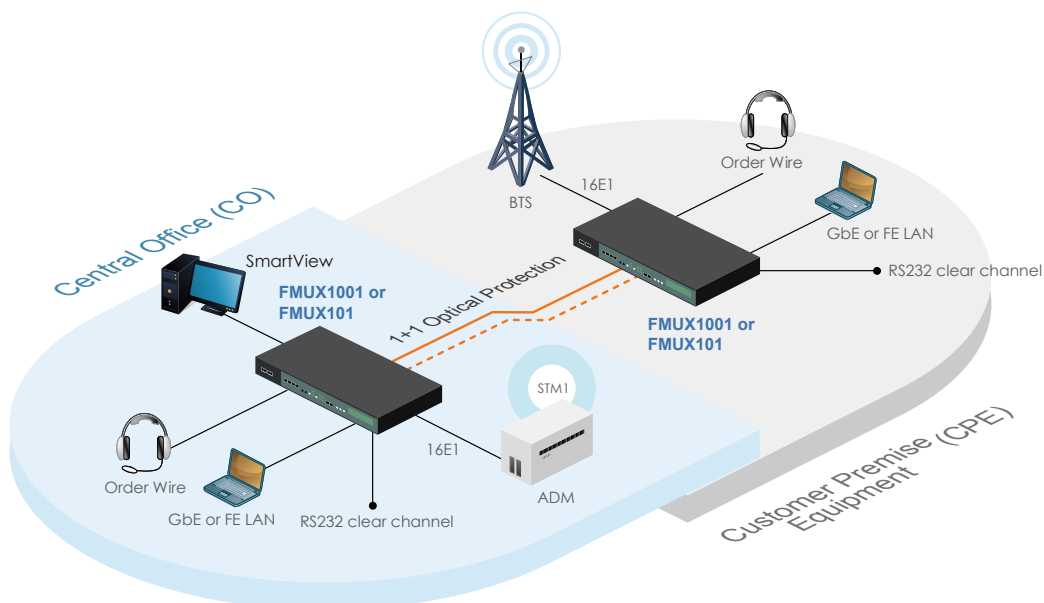 Order Wire
16E1
BTS
GbE or FE LAN
RS232 clear channel
Central Office (CO)
SmartView
FMUX1001 or
FMUX101
1+1 Optical Protection
FMUX1001 or
FMUX101
STM1
16E1
ADM
Order Wire
GbE or FE LAN
RS232 clear channel
Customer Premise (CPE)
Equipment